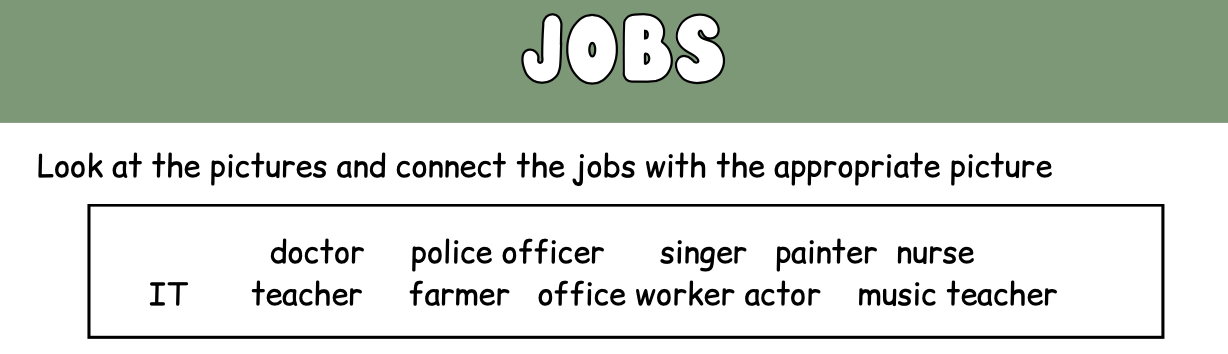 JOBS
Look at the pictures and connect the jobs with the appropriate picture
doctor police officer singer painter nurse
IT teacher farmer office worker actor music teacher